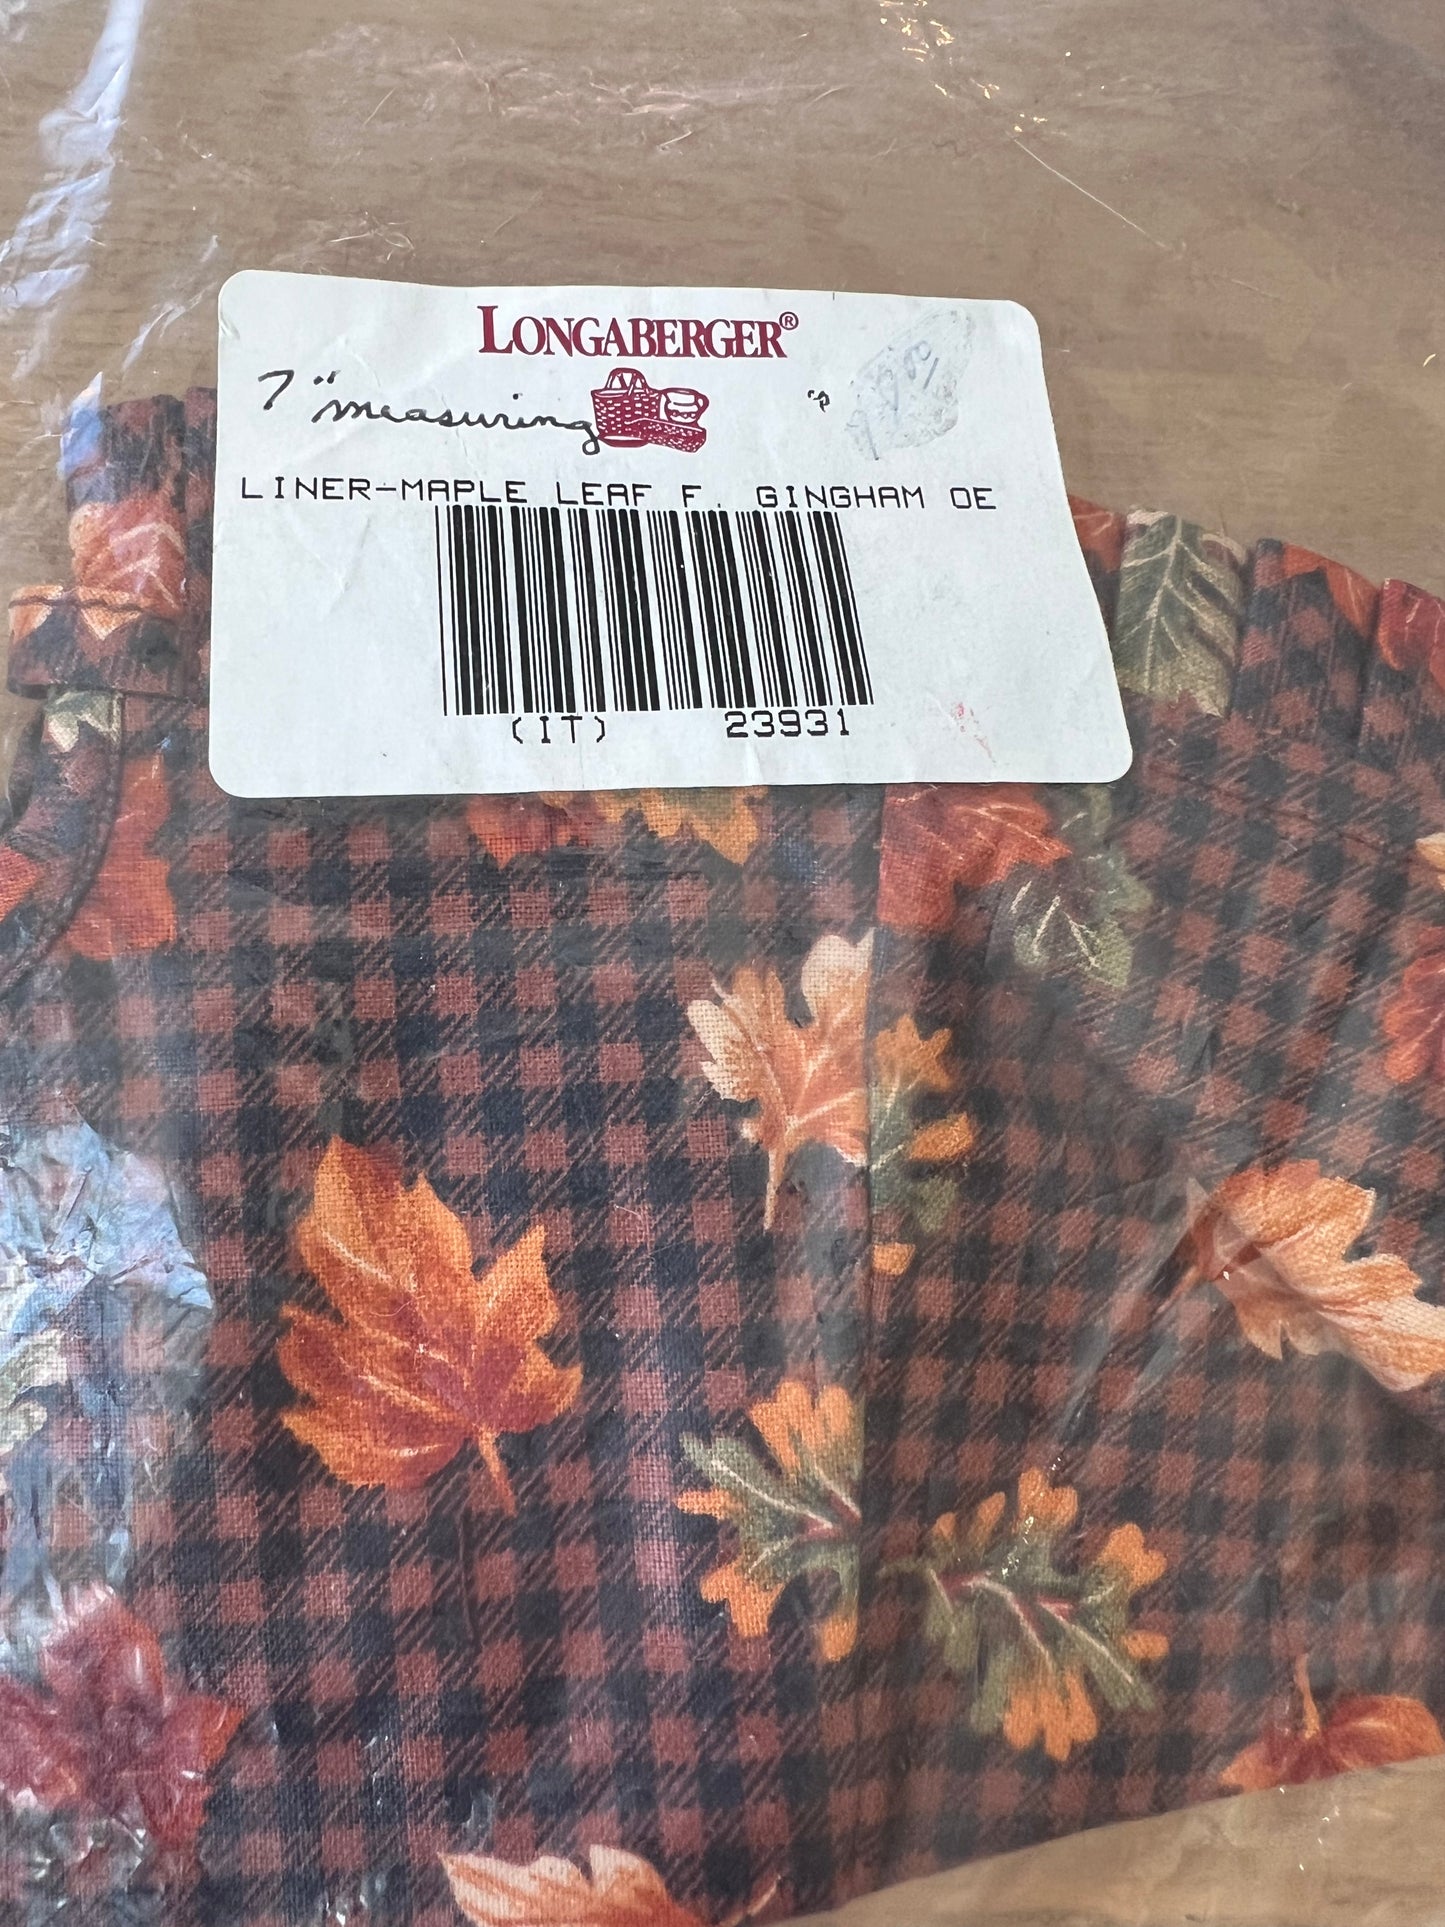 LONGABERGER®
7" measuring
LINER-MAPLE LEAF F. GINGHAM OE
(IT) 23931